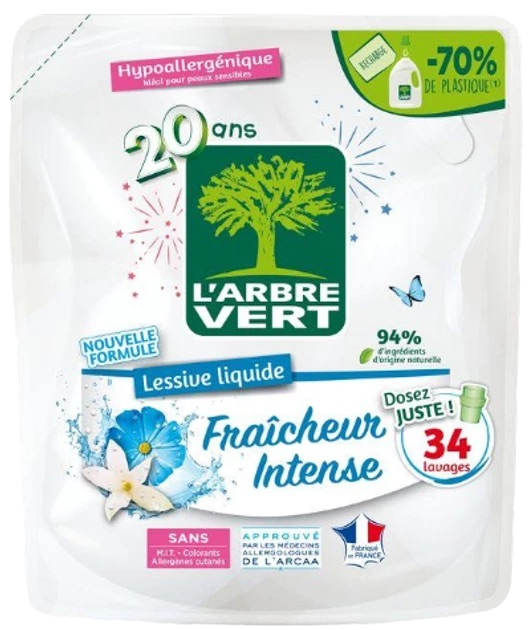 Hypoallergénique
Idéal pour peaux sensibles
RECHARGE
-70%
DE PLASTIQUE(1)
20 ans
L'ARBRE
VERT
NOUVELLE
FORMULE
94%
d'ingrédients
d'origine naturelle
Lessive liquide
Fraîcheur
Intense
Dosez
JUSTE !
34
lavages
SANS
M.I.T. - Colorants
Allergènes cutanés
APPROUVÉ
PAR LES MÉDECINS
ALLERGOLOGUES
DE L'ARCAA
Fabriqué
en FRANCE